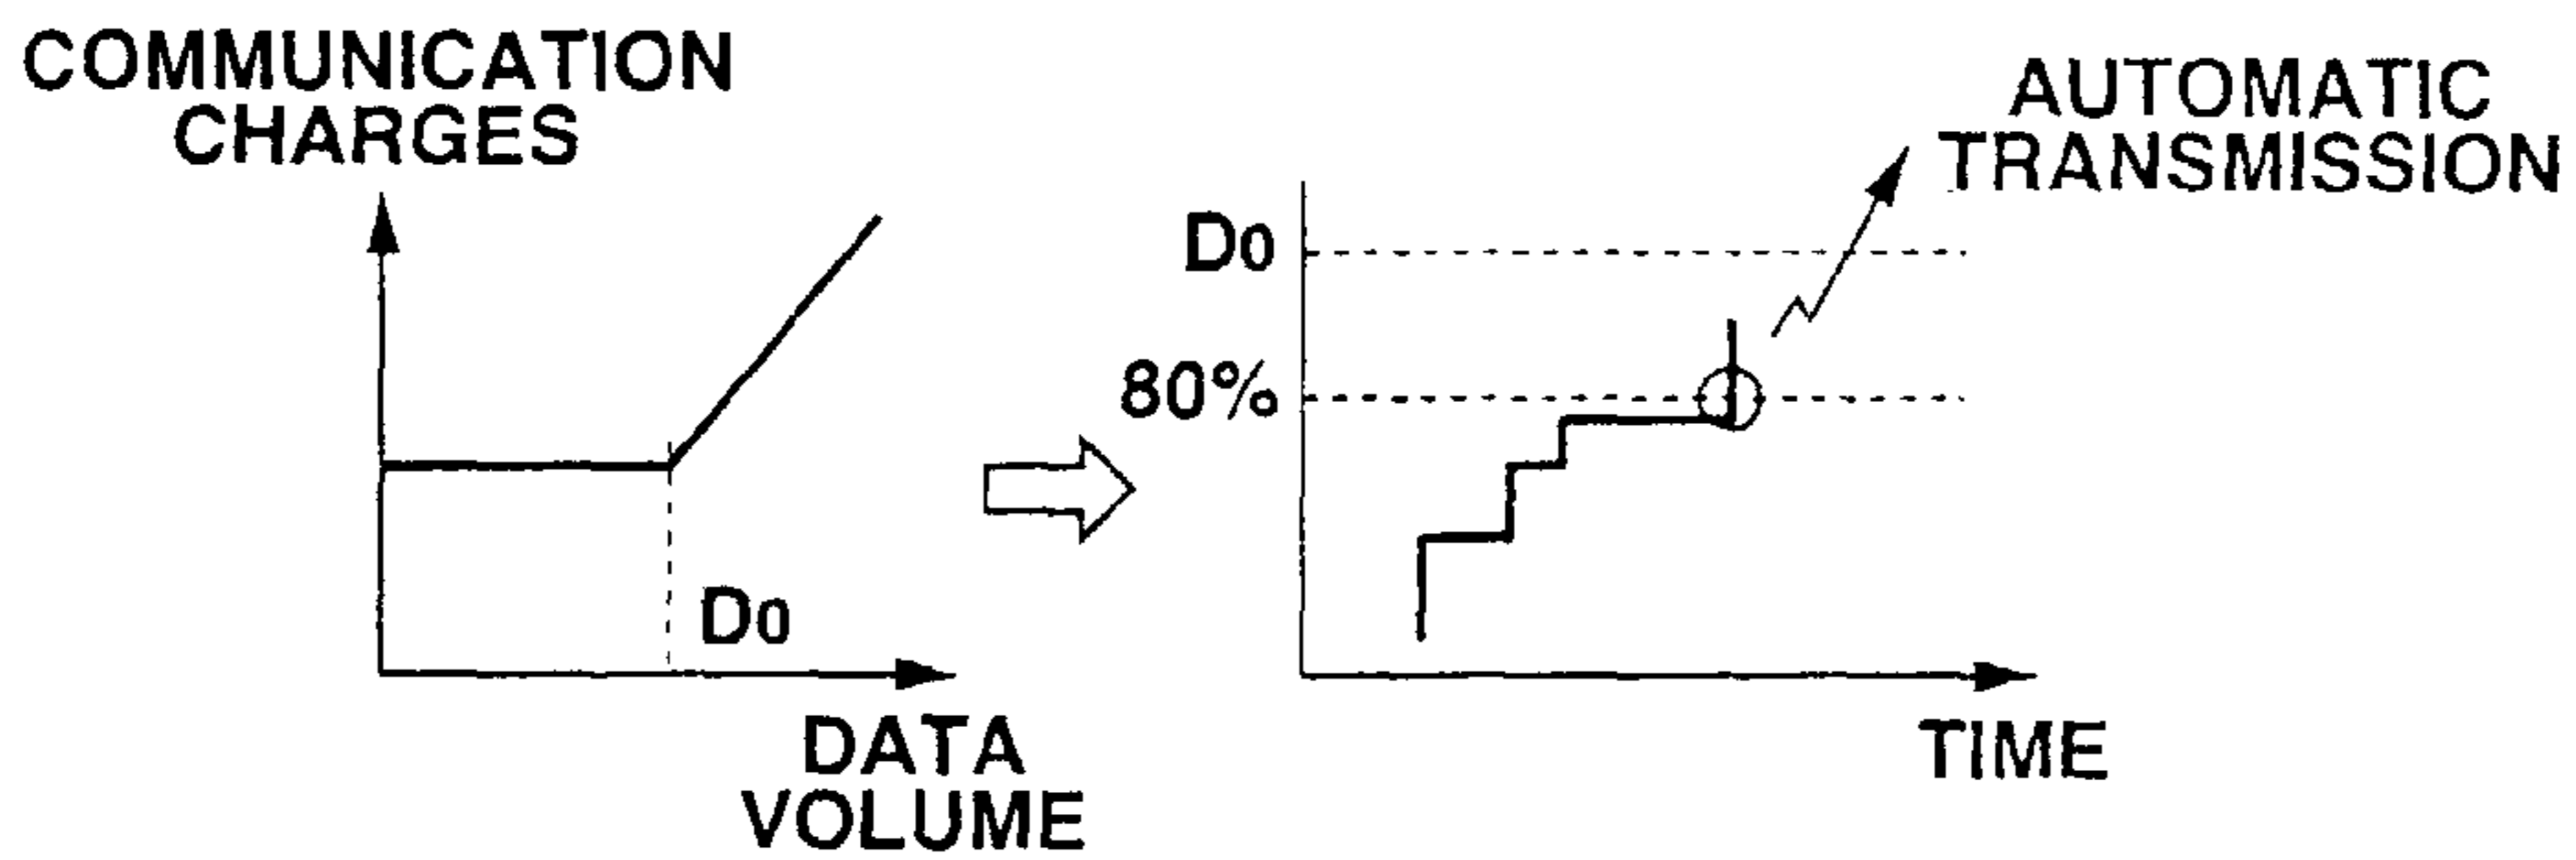 COMMUNICATION
CHARGES
D0
DATA
VOLUME
AUTOMATIC
TRANSMISSION
D0
80%
TIME